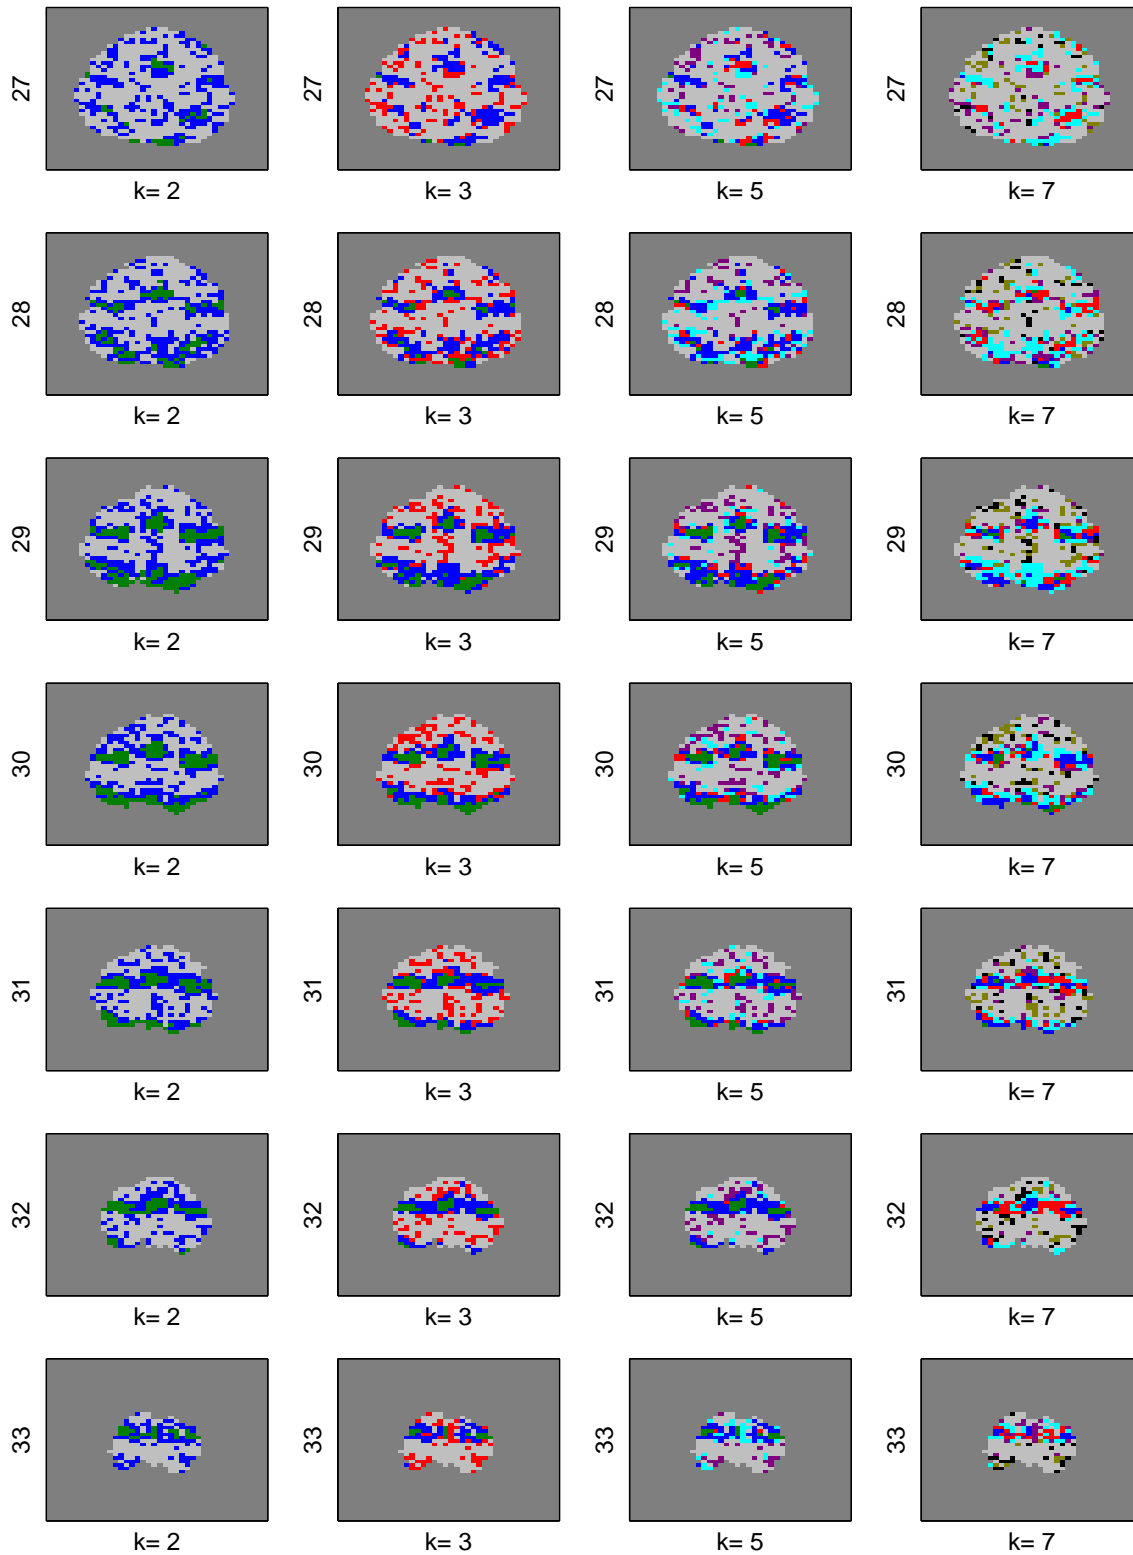 27 27 27 27
k= 2 k= 3 k= 5 k= 7
28 28 28 28
k= 2 k= 3 k= 5 k= 7
29 29 29 29
k= 2 k= 3 k= 5 k= 7
30 30 30 30
k= 2 k= 3 k= 5 k= 7
31 31 31 31
k= 2 k= 3 k= 5 k= 7
32 32 32 32
k= 2 k= 3 k= 5 k= 7
33 33 33 33
k= 2 k= 3 k= 5 k= 7